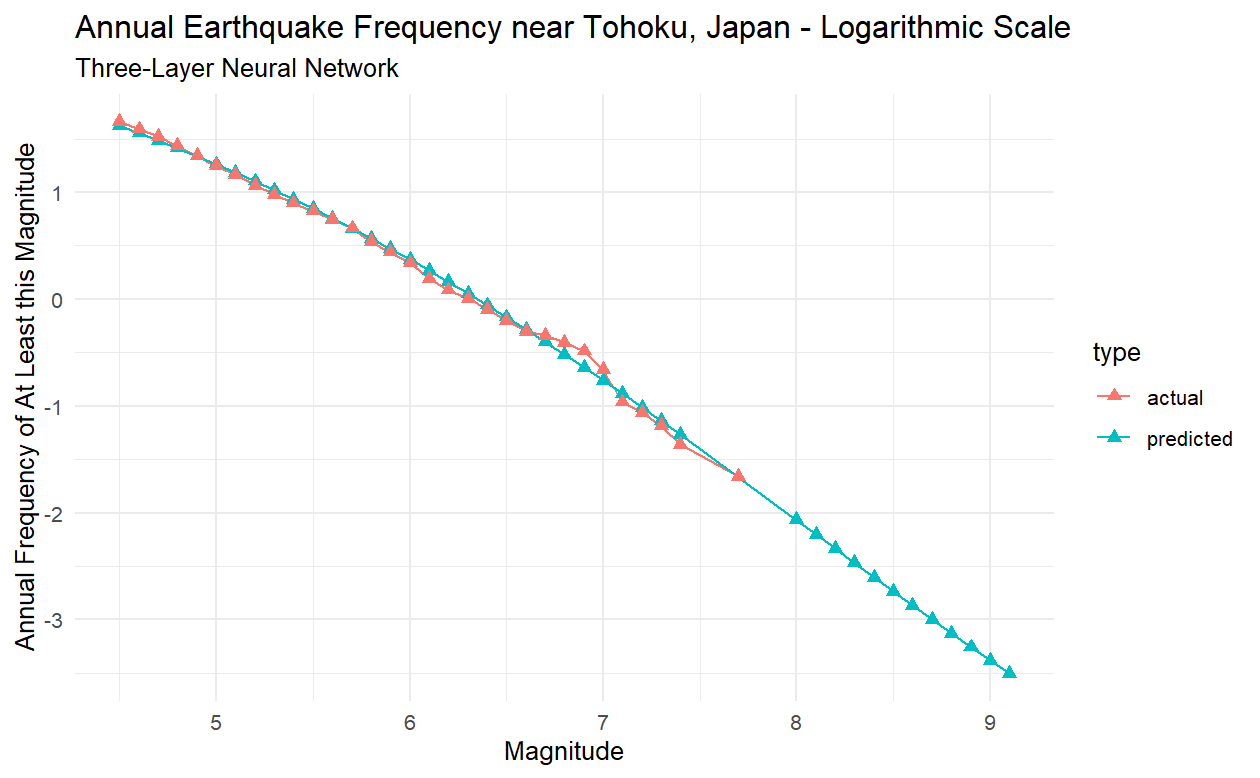 Annual Earthquake Frequency near Tohoku, Japan - Logarithmic Scale
Three-Layer Neural Network
Annual Frequency of At Least this Magnitude
1
0
-1
-2
-3
5
6
7
8
9
Magnitude
type
actual
predicted